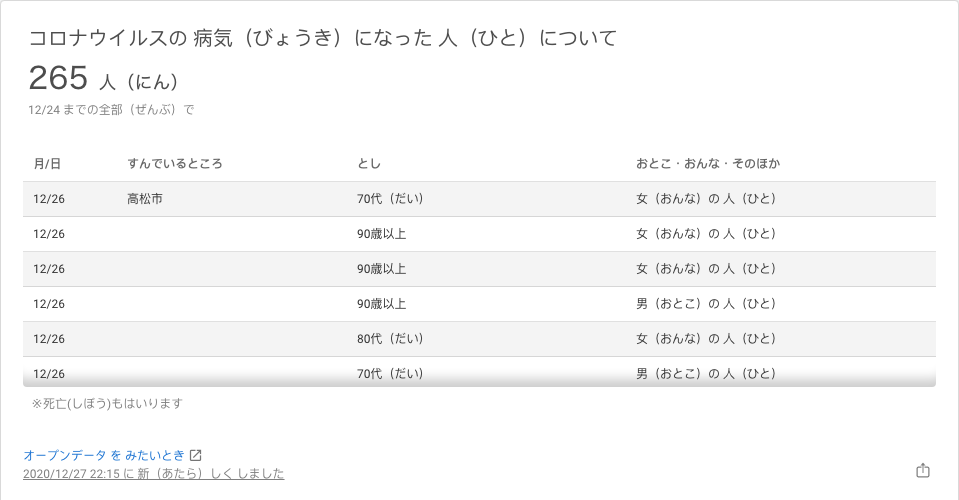 コロナウイルスの 病気（びょうき）になった 人（ひと）について
265 人（にん）
12/24 までの全部（ぜんぶ）で
月/日 すんでいるところ とし おとこ・おんな・そのほか
12/26 高松市 70代（だい） 女（おんな）の 人（ひと）
12/26 90歳以上 女（おんな）の 人（ひと）
12/26 90歳以上 女（おんな）の 人（ひと）
12/26 90歳以上 男（おとこ）の 人（ひと）
12/26 80代（だい） 女（おんな）の 人（ひと）
12/26 70代（だい） 男（おとこ）の 人（ひと）
※死亡(しぼう)もはいります
オープンデータ を みたいとき
2020/12/27 22:15 に 新（あたら）しく しました